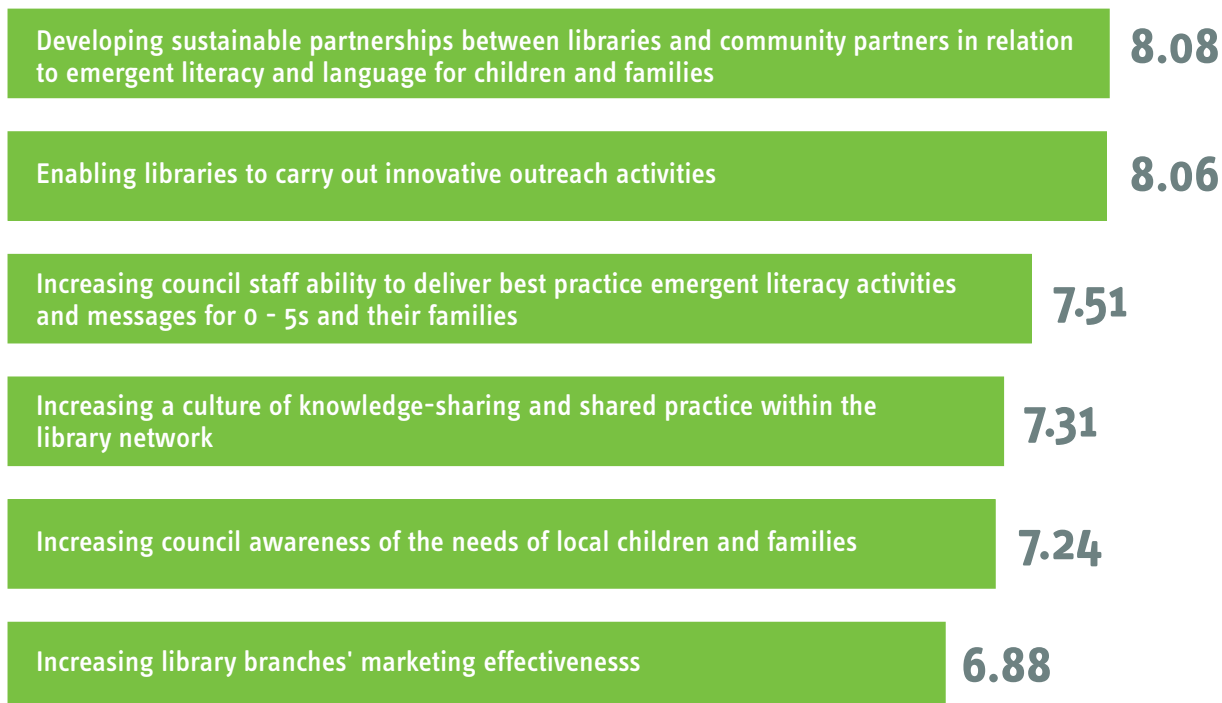 Developing sustainable partnerships between libraries and community partners in relation
to emergent literacy and language for children and families
8.08
Enabling libraries to carry out innovative outreach activities
8.06
Increasing council staff ability to deliver best practice emergent literacy activities
and messages for 0 - 5s and their families
7.51
Increasing a culture of knowledge-sharing and shared practice within the
library network
7.31
Increasing council awareness of the needs of local children and families
7.24
Increasing library branches' marketing effectivenesss
6.88